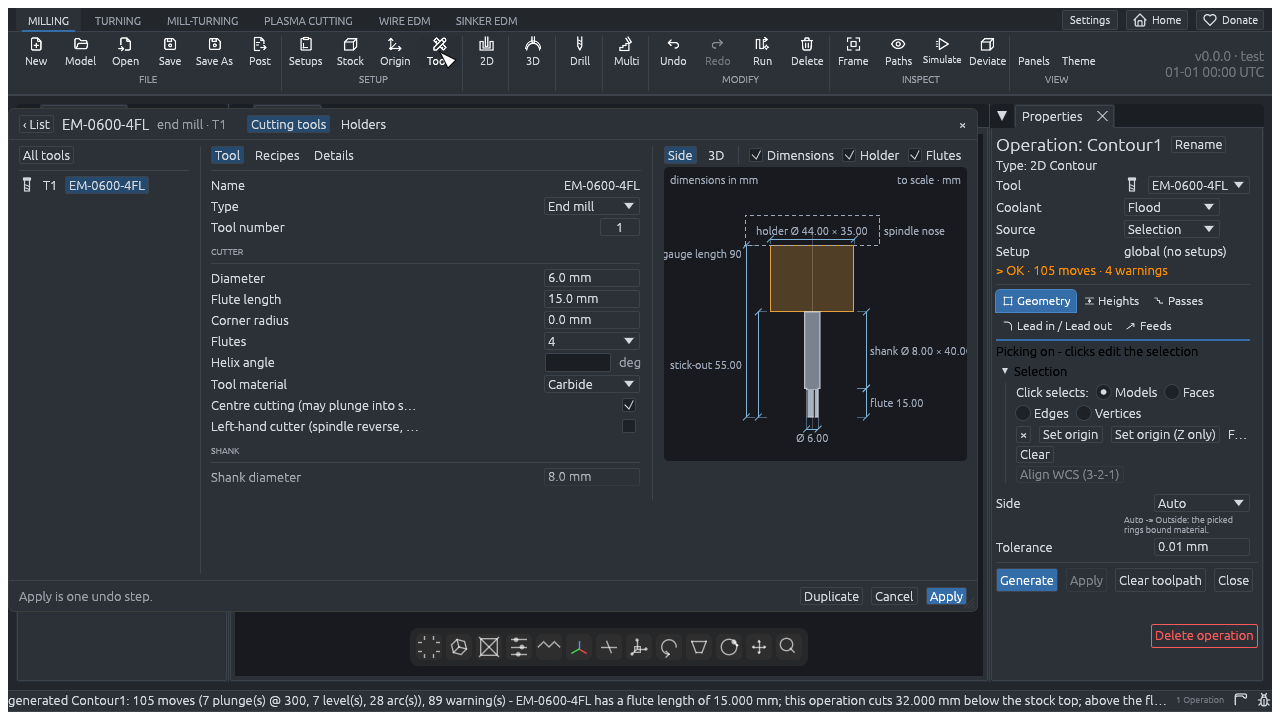 MILLING TURNING MILL-TURNING PLASMA CUTTING WIRE EDM SINKER EDM Settings Home Donate
New Model Open Save Save As Post Setups Stock Origin 2D 3D Drill Multi Undo Redo Run Delete Frame Paths Simulate Deviate Panels Theme
FILE SETUP MODIFY INSPECT VIEW
v0.0.0 · test
01-01 00:00 UTC
‹ List EM-0600-4FL end mill · T1 Cutting tools Holders ×
All tools
T1 EM-0600-4FL
Tool Recipes Details
Name EM-0600-4FL
Type End mill
Tool number 1
CUTTER
Diameter 6.0 mm
Flute length 15.0 mm
Corner radius 0.0 mm
Flutes 4
Helix angle deg
Tool material Carbide
Centre cutting (may plunge into s...
Left-hand cutter (spindle reverse, ...
SHANK
Shank diameter 8.0 mm
Side 3D Dimensions Holder Flutes
dimensions in mm to scale · mm
holder Ø 44.00 × 35.00 spindle nose
gauge length 90
shank Ø 8.00 × 40.0
stick-out 55.00
flute 15.00
Ø 6.00
Apply is one undo step. Duplicate Cancel Apply
Properties
Operation: Contour1 Rename
Type: 2D Contour
Tool EM-0600-4FL
Coolant Flood
Source Selection
Setup global (no setups)
> OK · 105 moves · 4 warnings
Geometry Heights Passes
Lead in / Lead out Feeds
Picking on - clicks edit the selection
Selection
Click selects: Models Faces
Edges Vertices
× Set origin Set origin (Z only) F...
Clear
Align WCS (3-2-1)
Side Auto
Auto -> Outside: the picked
rings bound material.
Tolerance 0.01 mm
Generate Apply Clear toolpath Close
Delete operation
generated Contour1: 105 moves (7 plunge(s) @ 300, 7 level(s), 28 arc(s)), 89 warning(s) - EM-0600-4FL has a flute length of 15.000 mm; this operation cuts 32.000 mm below the stock top; above the fl... 1 Operation